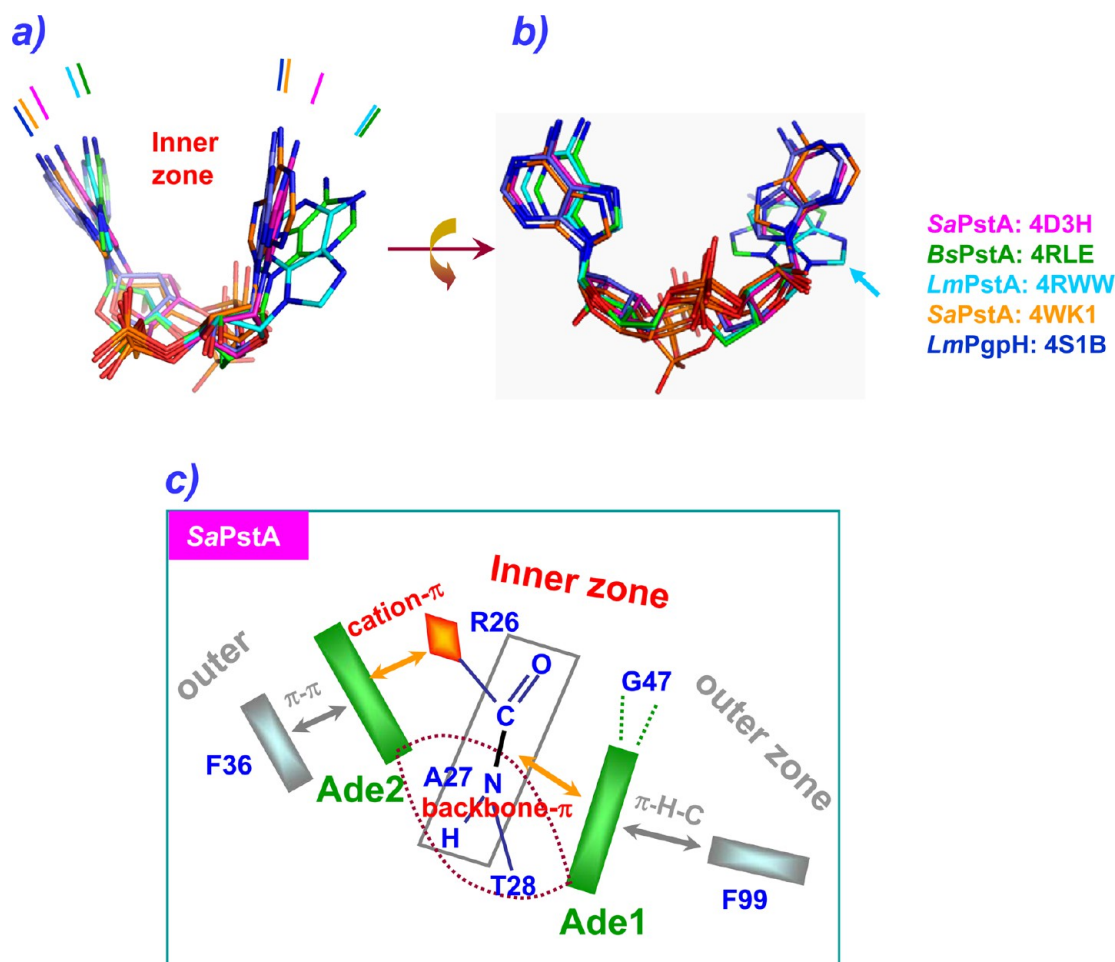 a)
b)
Inner
zone
SaPstA: 4D3H
BsPstA: 4RLE
LmPstA: 4RWW
SaPstA: 4WK1
LmPgpH: 4S1B
c)
SaPstA
Inner zone
cation-π
R26
outer
O
G47
outer zone
π-π
C
F36
A27
N
Ade2
backbone-π
π-H-C
H
T28
F99
Ade1